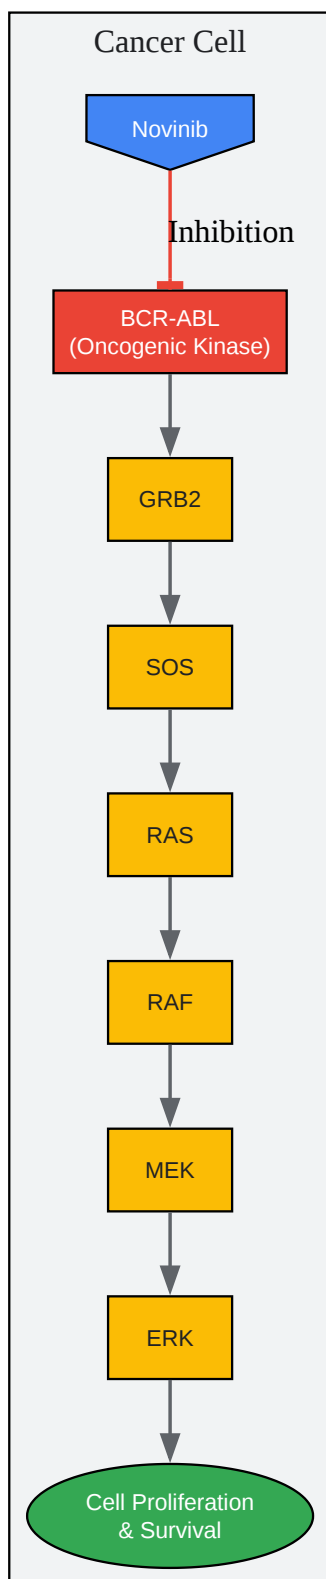 Cancer Cell
Novinib
Inhibition
BCR-ABL
(Oncogenic Kinase)
GRB2
SOS
RAS
RAF
MEK
ERK
Cell Proliferation
& Survival